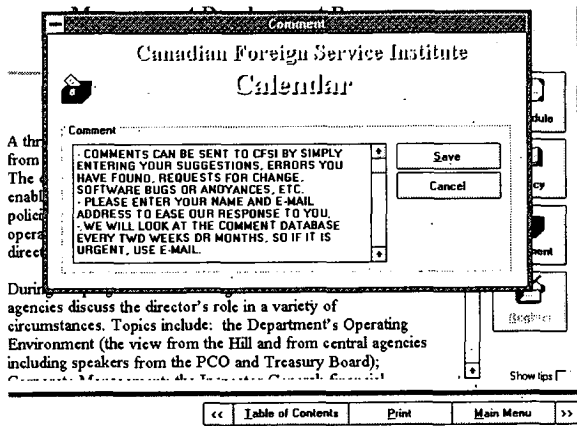 Comment
Canadian Foreign Service Institute
Calendar
Comment
- COMMENTS CAN BE SENT TO CFSI BY SIMPLY
ENTERING YOUR SUGGESTIONS, ERRORS YOU
HAVE FOUND, REQUESTS FOR CHANGE,
SOFTWARE BUGS OR ANOYANCES, ETC.
- PLEASE ENTER YOUR NAME AND E-MAIL
ADDRESS TO EASE OUR RESPONSE TO YOU.
- WE WILL LOOK AT THE COMMENT DATABASE
EVERY TWO WEEKS OR MONTHS, SO IF IT IS
URGENT, USE E-MAIL.
Save
Cancel
A thr
from
The
enabl
polici
opera
direct
dule
cy
ent
Register
During
agencies discuss the director's role in a variety of
circumstances. Topics include: the Department's Operating
Environment (the view from the Hill and from central agencies
including speakers from the PCO and Treasury Board);
Show tips
<< Table of Contents Print Main Menu >>